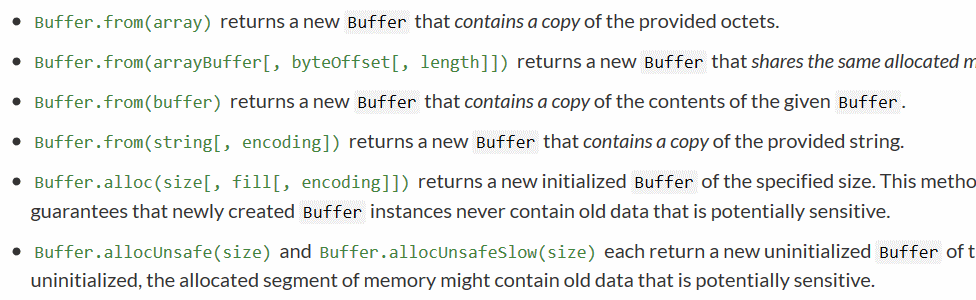 Buffer.from(array) returns a new Buffer that contains a copy of the provided octets.
Buffer.from(arrayBuffer[, byteOffset[, length]]) returns a new Buffer that shares the same allocated
Buffer.from(buffer) returns a new Buffer that contains a copy of the contents of the given Buffer.
Buffer.from(string[, encoding]) returns a new Buffer that contains a copy of the provided string.
Buffer.alloc(size[, fill[, encoding]]) returns a new initialized Buffer of the specified size. This
guarantees that newly created Buffer instances never contain old data that is potentially sensitive.
Buffer.allocUnsafe(size) and Buffer.allocUnsafeSlow(size) each return a new uninitialized Buffer of
uninitialized, the allocated segment of memory might contain old data that is potentially sensitive.